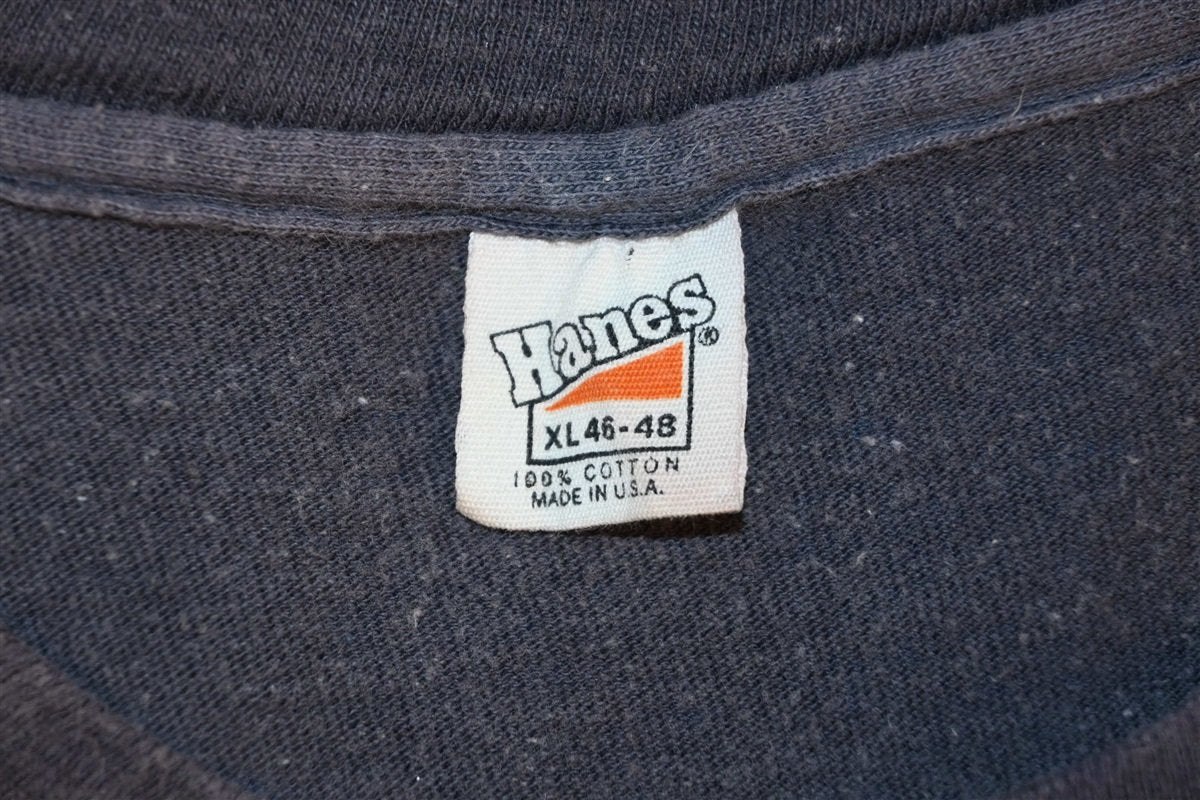 Hanes®
XL 46-48
100% COTTON
MADE IN U.S.A.